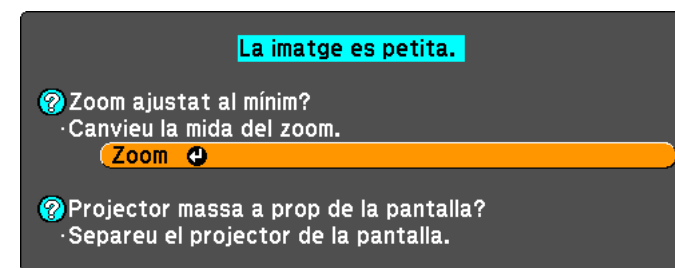 La imatge es petita.
Zoom ajustat al mínim?
·Canvieu la mida del zoom.
Zoom
Projector massa a prop de la pantalla?
·Separeu el projector de la pantalla.